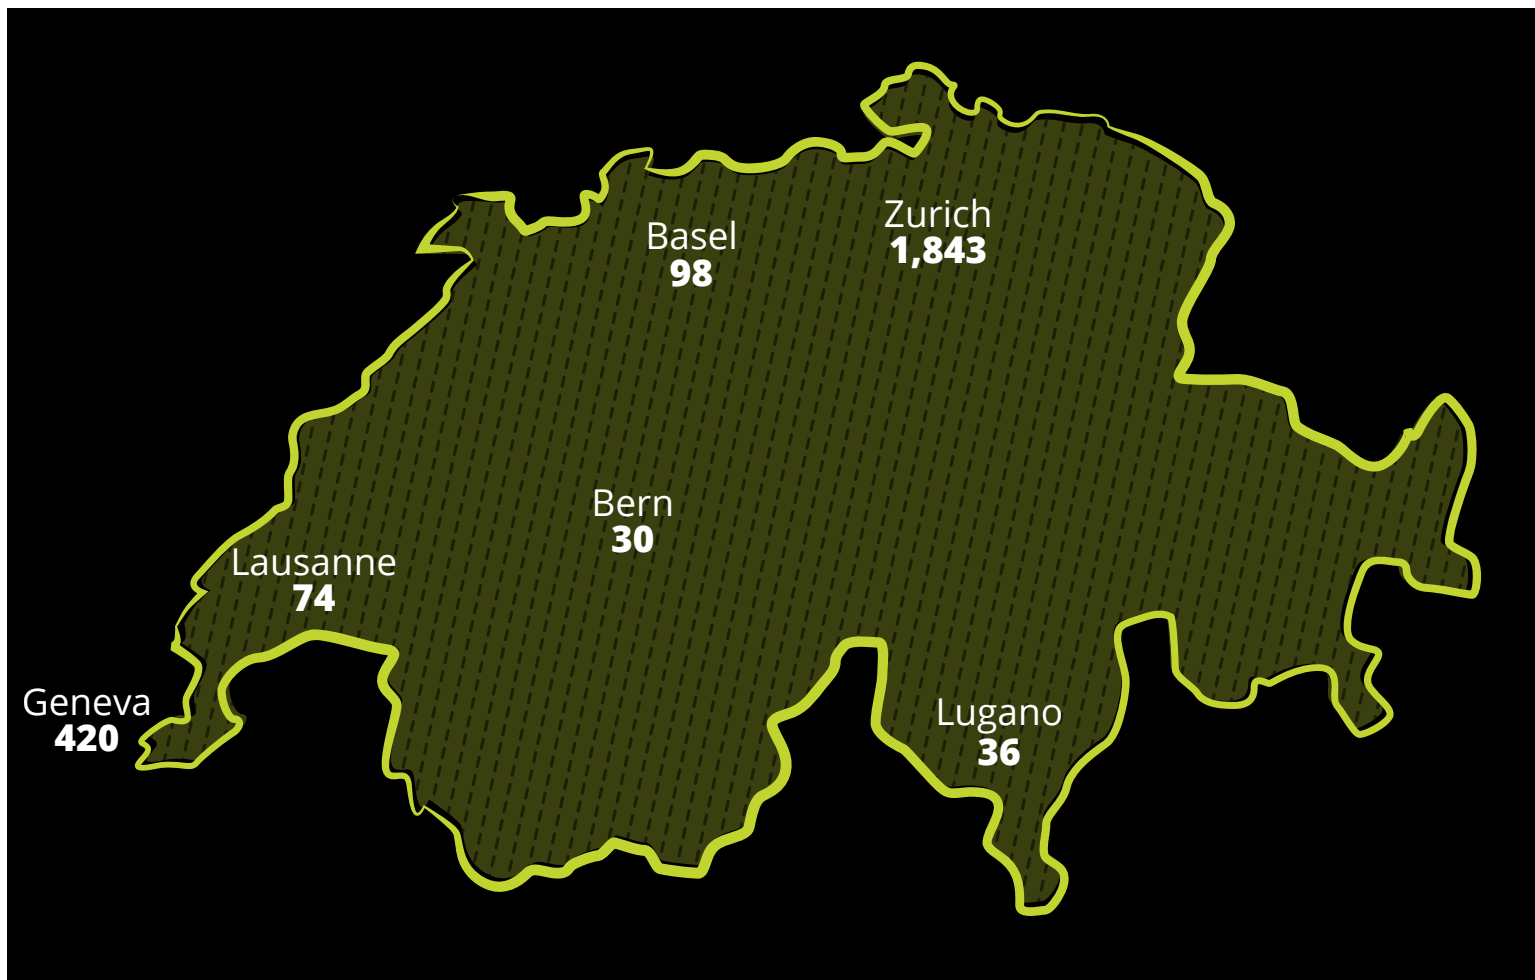 Zurich
1,843
Basel
98
Bern
30
Lausanne
74
Geneva
420
Lugano
36